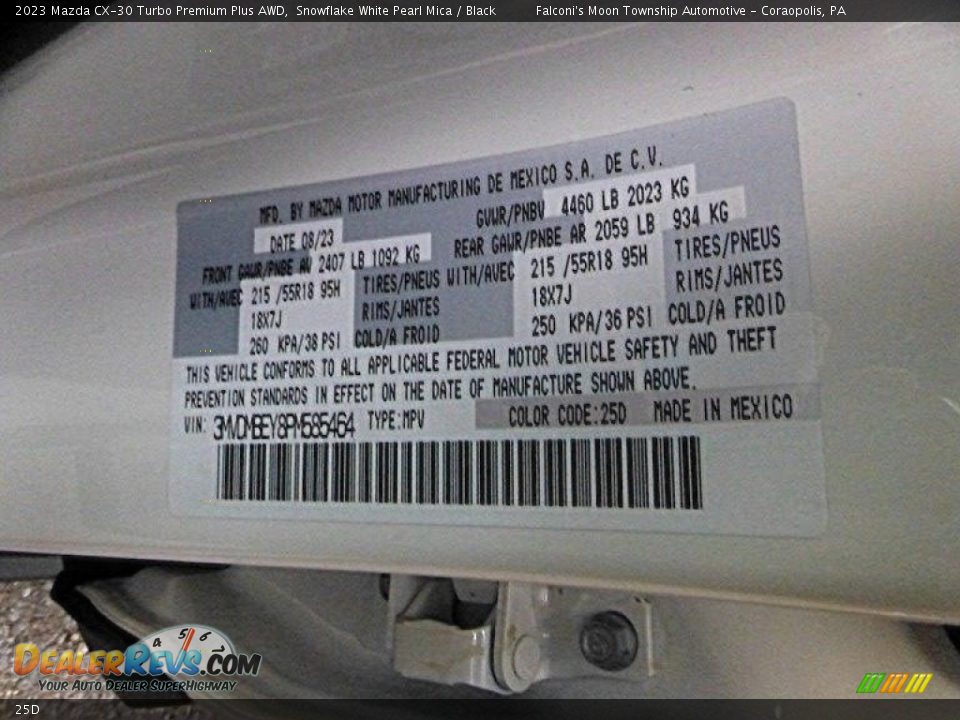 2023 Mazda CX-30 Turbo Premium Plus AWD, Snowflake White Pearl Mica / Black Falconi's Moon Township Automotive - Coraopolis, PA
MFD. BY MAZDA MOTOR MANUFACTURING DE MEXICO S.A. DE C.V.
DATE 08/23 GVWR/PNBV 4460 LB 2023 KG
FRONT GAWR/PNBE AV 2407 LB 1092 KG REAR GAWR/PNBE AR 2059 LB 934 KG
WITH/AVEC 215 /55R18 95H TIRES/PNEUS WITH/AVEC 215 /55R18 95H TIRES/PNEUS
18X7J RIMS/JANTES 18X7J RIMS/JANTES
260 KPA/38 PSI COLD/A FROID 250 KPA/36 PSI COLD/A FROID
THIS VEHICLE CONFORMS TO ALL APPLICABLE FEDERAL MOTOR VEHICLE SAFETY AND THEFT
PREVENTION STANDARDS IN EFFECT ON THE DATE OF MANUFACTURE SHOWN ABOVE.
VIN: 3MVDMBEY8PM585464 TYPE:MPV COLOR CODE:25D MADE IN MEXICO
4 5 6
DEALERREVS.COM
YOUR AUTO DEALER SUPERHIGHWAY
25D